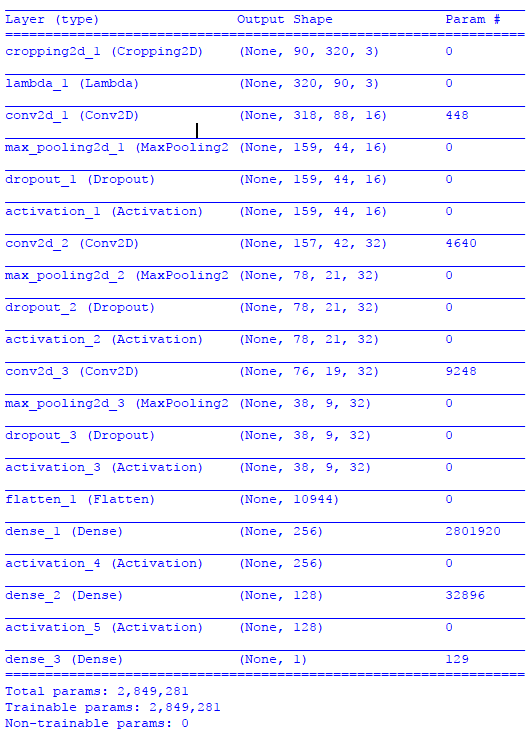 Layer (type)                 Output Shape              Param #
=================================================================
cropping2d_1 (Cropping2D)    (None, 90, 320, 3)        0
lambda_1 (Lambda)            (None, 320, 90, 3)        0
conv2d_1 (Conv2D)            (None, 318, 88, 16)       448
max_pooling2d_1 (MaxPooling2 (None, 159, 44, 16)       0
dropout_1 (Dropout)          (None, 159, 44, 16)       0
activation_1 (Activation)    (None, 159, 44, 16)       0
conv2d_2 (Conv2D)            (None, 157, 42, 32)       4640
max_pooling2d_2 (MaxPooling2 (None, 78, 21, 32)        0
dropout_2 (Dropout)          (None, 78, 21, 32)        0
activation_2 (Activation)    (None, 78, 21, 32)        0
conv2d_3 (Conv2D)            (None, 76, 19, 32)        9248
max_pooling2d_3 (MaxPooling2 (None, 38, 9, 32)         0
dropout_3 (Dropout)          (None, 38, 9, 32)         0
activation_3 (Activation)    (None, 38, 9, 32)         0
flatten_1 (Flatten)          (None, 10944)             0
dense_1 (Dense)              (None, 256)               2801920
activation_4 (Activation)    (None, 256)               0
dense_2 (Dense)              (None, 128)               32896
activation_5 (Activation)    (None, 128)               0
dense_3 (Dense)              (None, 1)                 129
=================================================================
Total params: 2,849,281
Trainable params: 2,849,281
Non-trainable params: 0